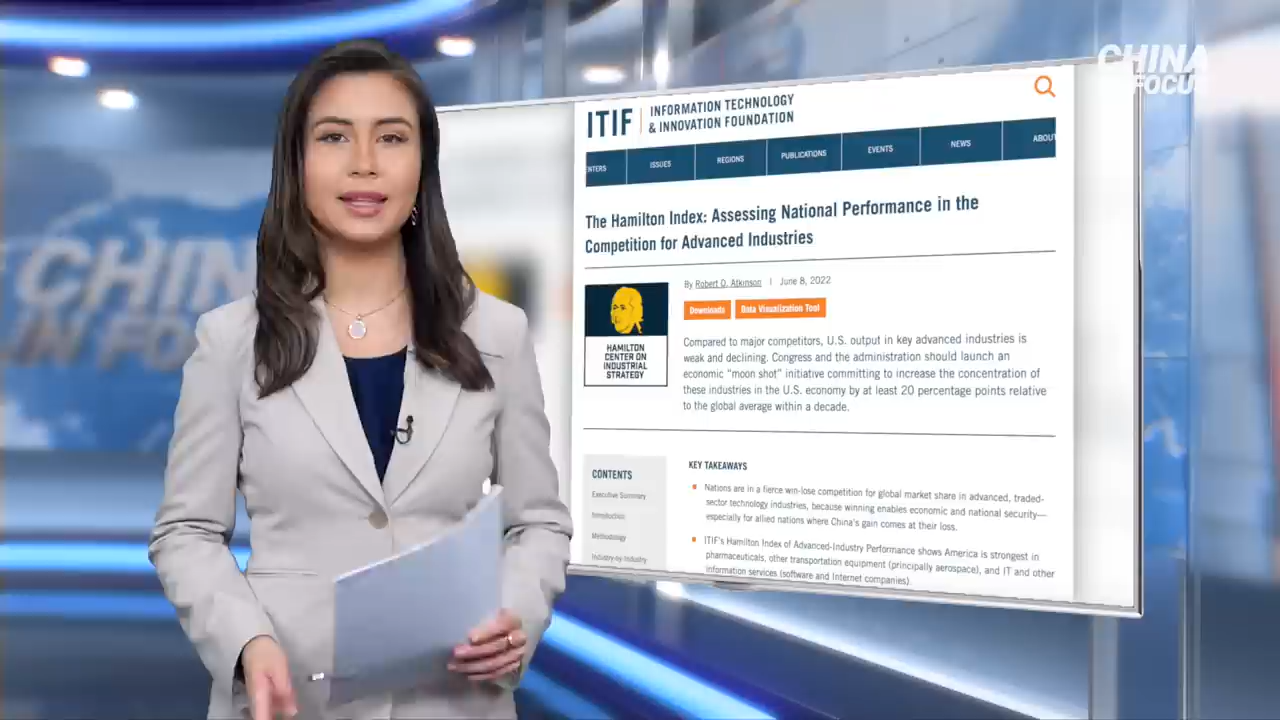 CHINA
FOCUS
CHIN
IN FO
ITIF
INFORMATION TECHNOLOGY
& INNOVATION FOUNDATION
NTERS
ISSUES
REGIONS
PUBLICATIONS
EVENTS
NEWS
ABOU
The Hamilton Index: Assessing National Performance in the
Competition for Advanced Industries
By Robert D. Atkinson | June 8, 2022
Downloads
Data Visualization Tool
HAMILTON
CENTER ON
INDUSTRIAL
STRATEGY
Compared to major competitors, U.S. output in key advanced industries is
weak and declining. Congress and the administration should launch an
economic “moon shot” initiative committing to increase the concentration of
these industries in the U.S. economy by at least 20 percentage points relative
to the global average within a decade.
CONTENTS
Executive Summary
Introduction
Methodology
Industry-by-Industry
KEY TAKEAWAYS
Nations are in a fierce win-lose competition for global market share in advanced, traded-
sector technology industries, because winning enables economic and national security—
especially for allied nations where China's gain comes at their loss.
ITIF's Hamilton Index of Advanced-Industry Performance shows America is strongest in
pharmaceuticals, other transportation equipment (principally aerospace), and IT and other
information services (software and Internet companies).